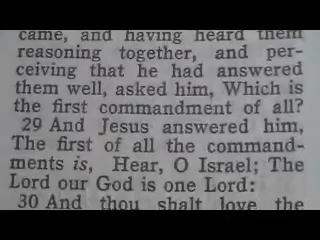 came, and having heard them
reasoning together, and per-
ceiving that he had answered
them well, asked him, Which is
the first commandment of all?
29 And Jesus answered him,
The first of all the command-
ments is, Hear, O Israel; The
Lord our God is one Lord:
30 And thou shalt love the